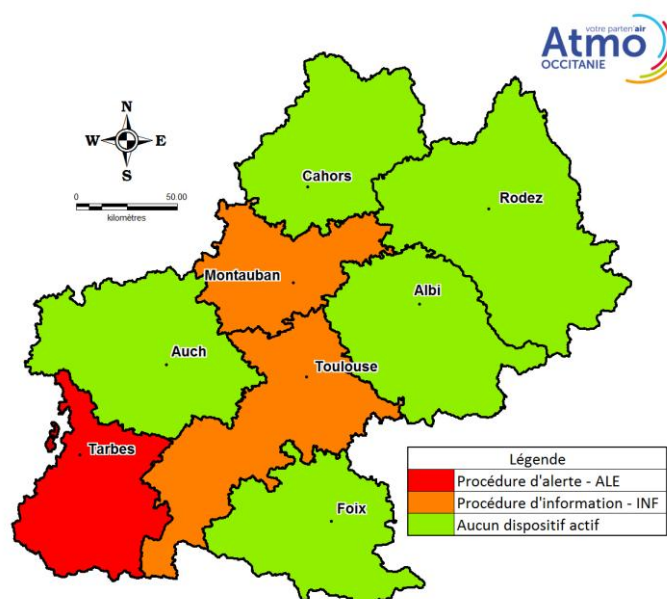 votre parten'air
Atmo
OCCITANIE
N
W E
S
0 50.00
kilomètres
Cahors
Rodez
Montauban
Albi
Auch
Toulouse
Tarbes
Foix
Légende
Procédure d'alerte - ALE
Procédure d'information - INF
Aucun dispositif actif